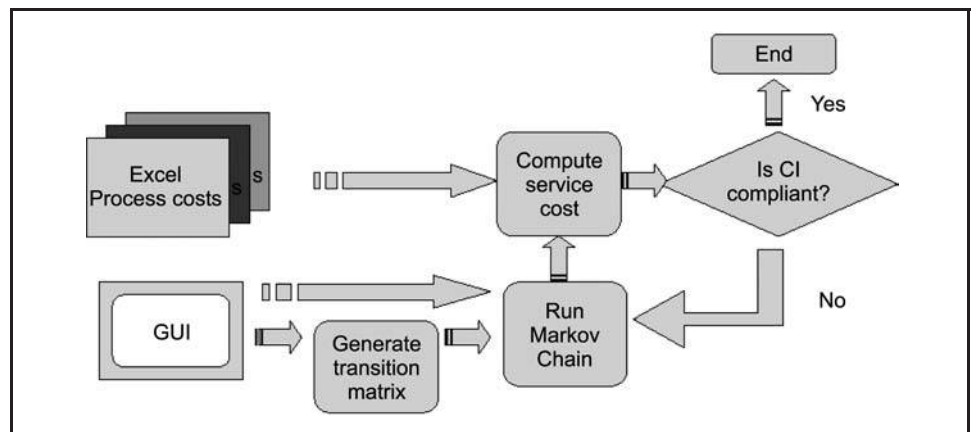 End
Yes
Excel
Process costs
s
s
Compute
service
cost
Is CI
compliant?
GUI
Generate
transition
matrix
Run
Markov
Chain
No